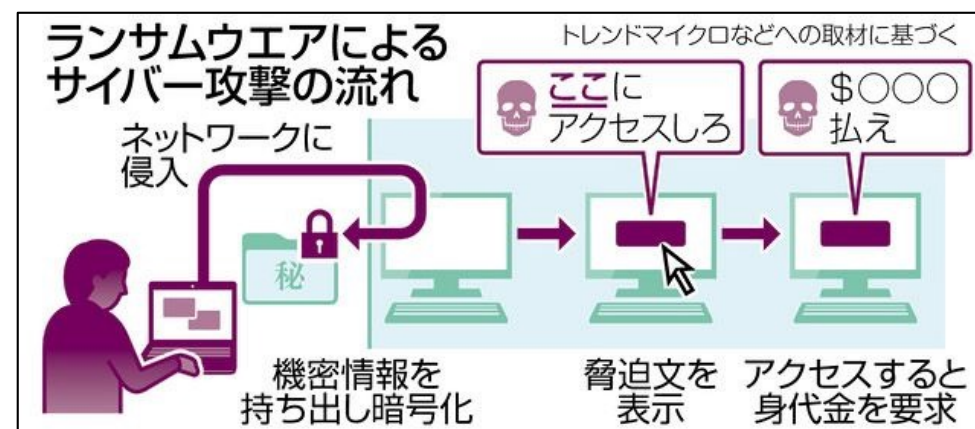 ランサムウエアによる
サイバー攻撃の流れ
トレンドマイクロなどへの取材に基づく
ネットワークに
侵入
秘
機密情報を
持ち出し暗号化
ここに
アクセスしろ
脅迫文を
表示
$○○○
払え
アクセスすると
身代金を要求